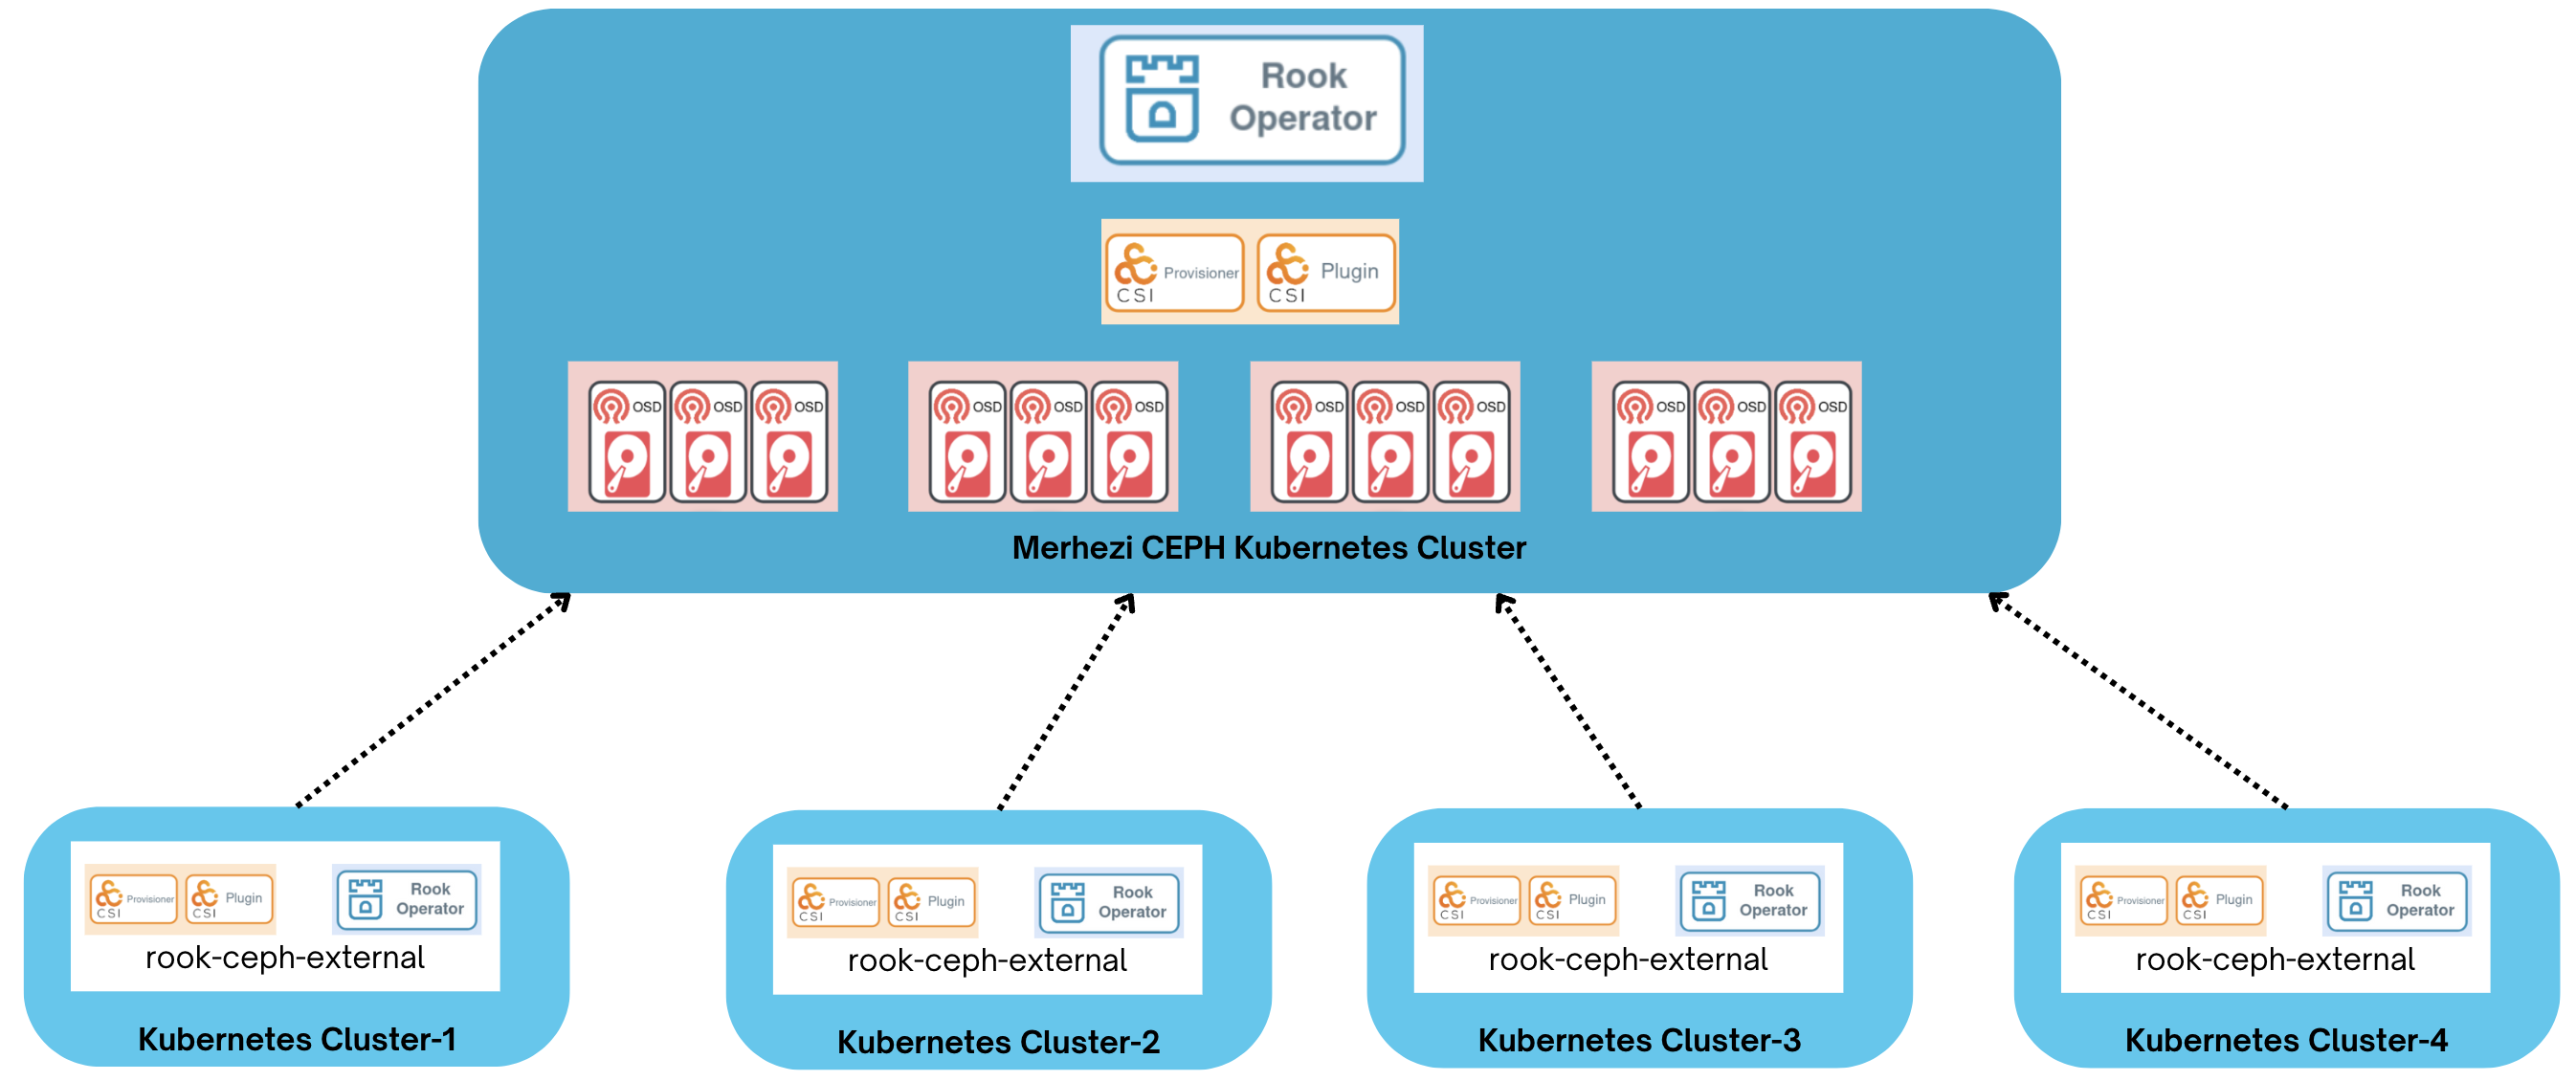 Rook
Operator
CSI Provisioner
CSI Plugin
OSD OSD OSD
OSD OSD OSD
OSD OSD OSD
OSD OSD OSD
Merhezi CEPH Kubernetes Cluster
CSI Provisioner
CSI Plugin
Rook
Operator
rook-ceph-external
Kubernetes Cluster-1
CSI Provisioner
CSI Plugin
Rook
Operator
rook-ceph-external
Kubernetes Cluster-2
CSI Provisioner
CSI Plugin
Rook
Operator
rook-ceph-external
Kubernetes Cluster-3
CSI Provisioner
CSI Plugin
Rook
Operator
rook-ceph-external
Kubernetes Cluster-4